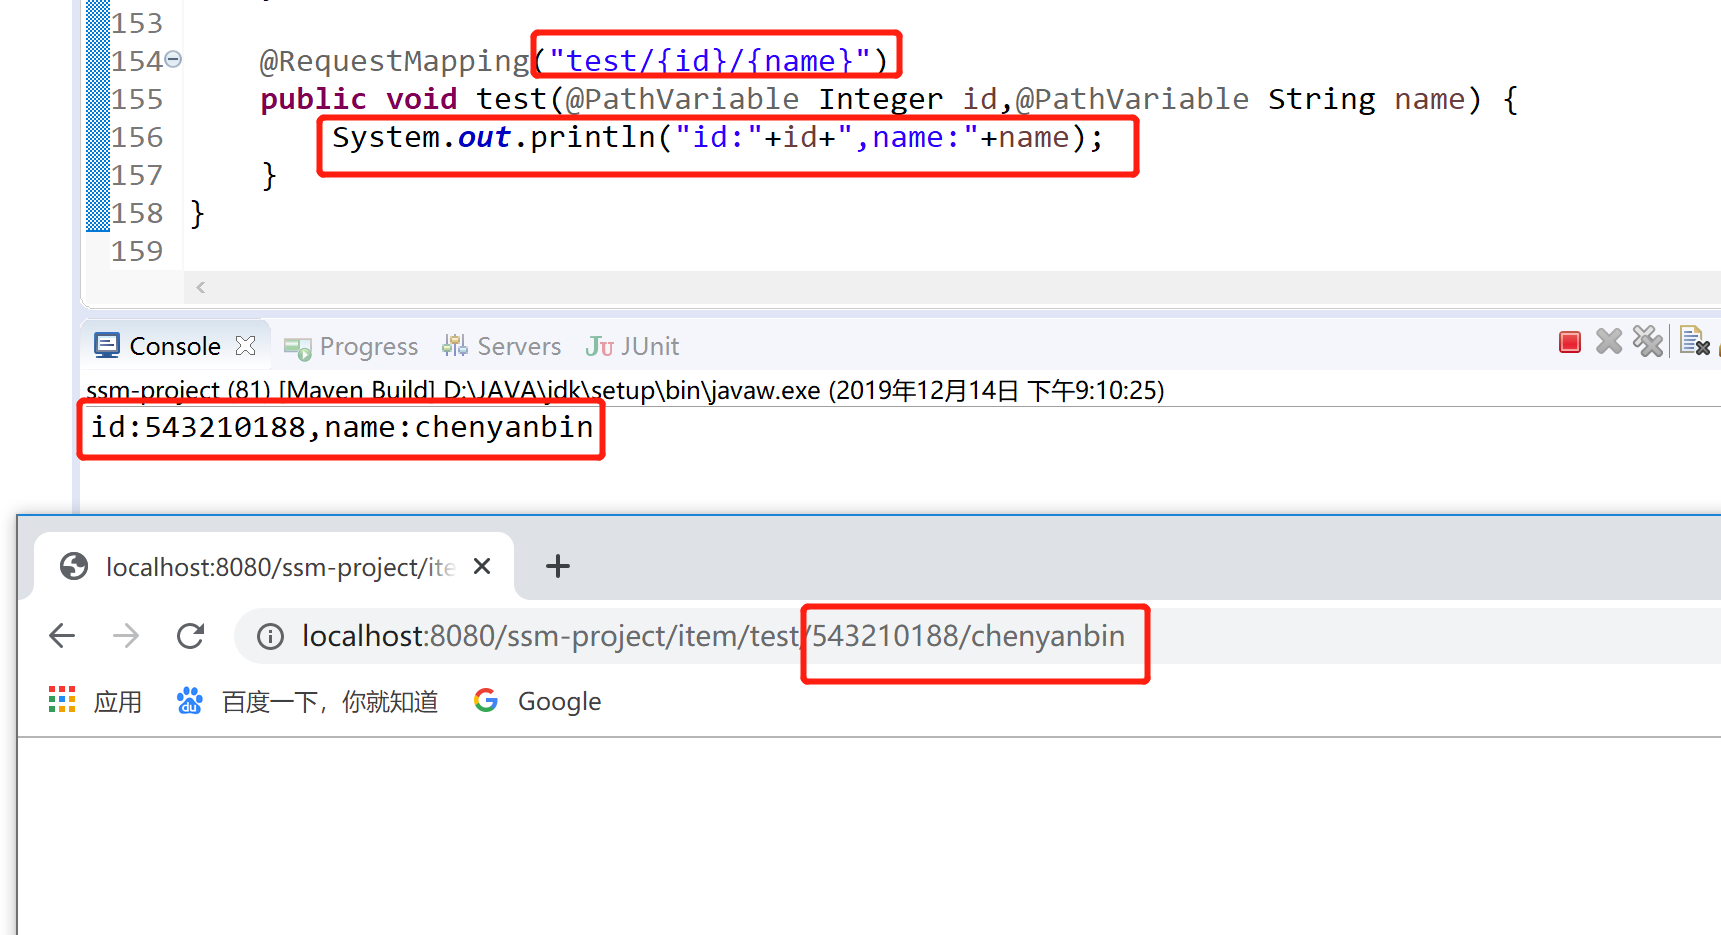 153
154 @RequestMapping("test/{id}/{name}")
155 public void test(@PathVariable Integer id,@PathVariable String name) {
156 System.out.println("id:"+id+",name:"+name);
157 }
158 }
159
Console Progress Servers Ju JUnit
ssm-project (81) [Maven Build] D:\JAVA\jdk\setup\bin\javaw.exe (2019年12月14日 下午9:10:25)
id:543210188,name:chenyanbin
localhost:8080/ssm-project/ite
localhost:8080/ssm-project/item/test/543210188/chenyanbin
应用 du 百度一下，你就知道 G Google